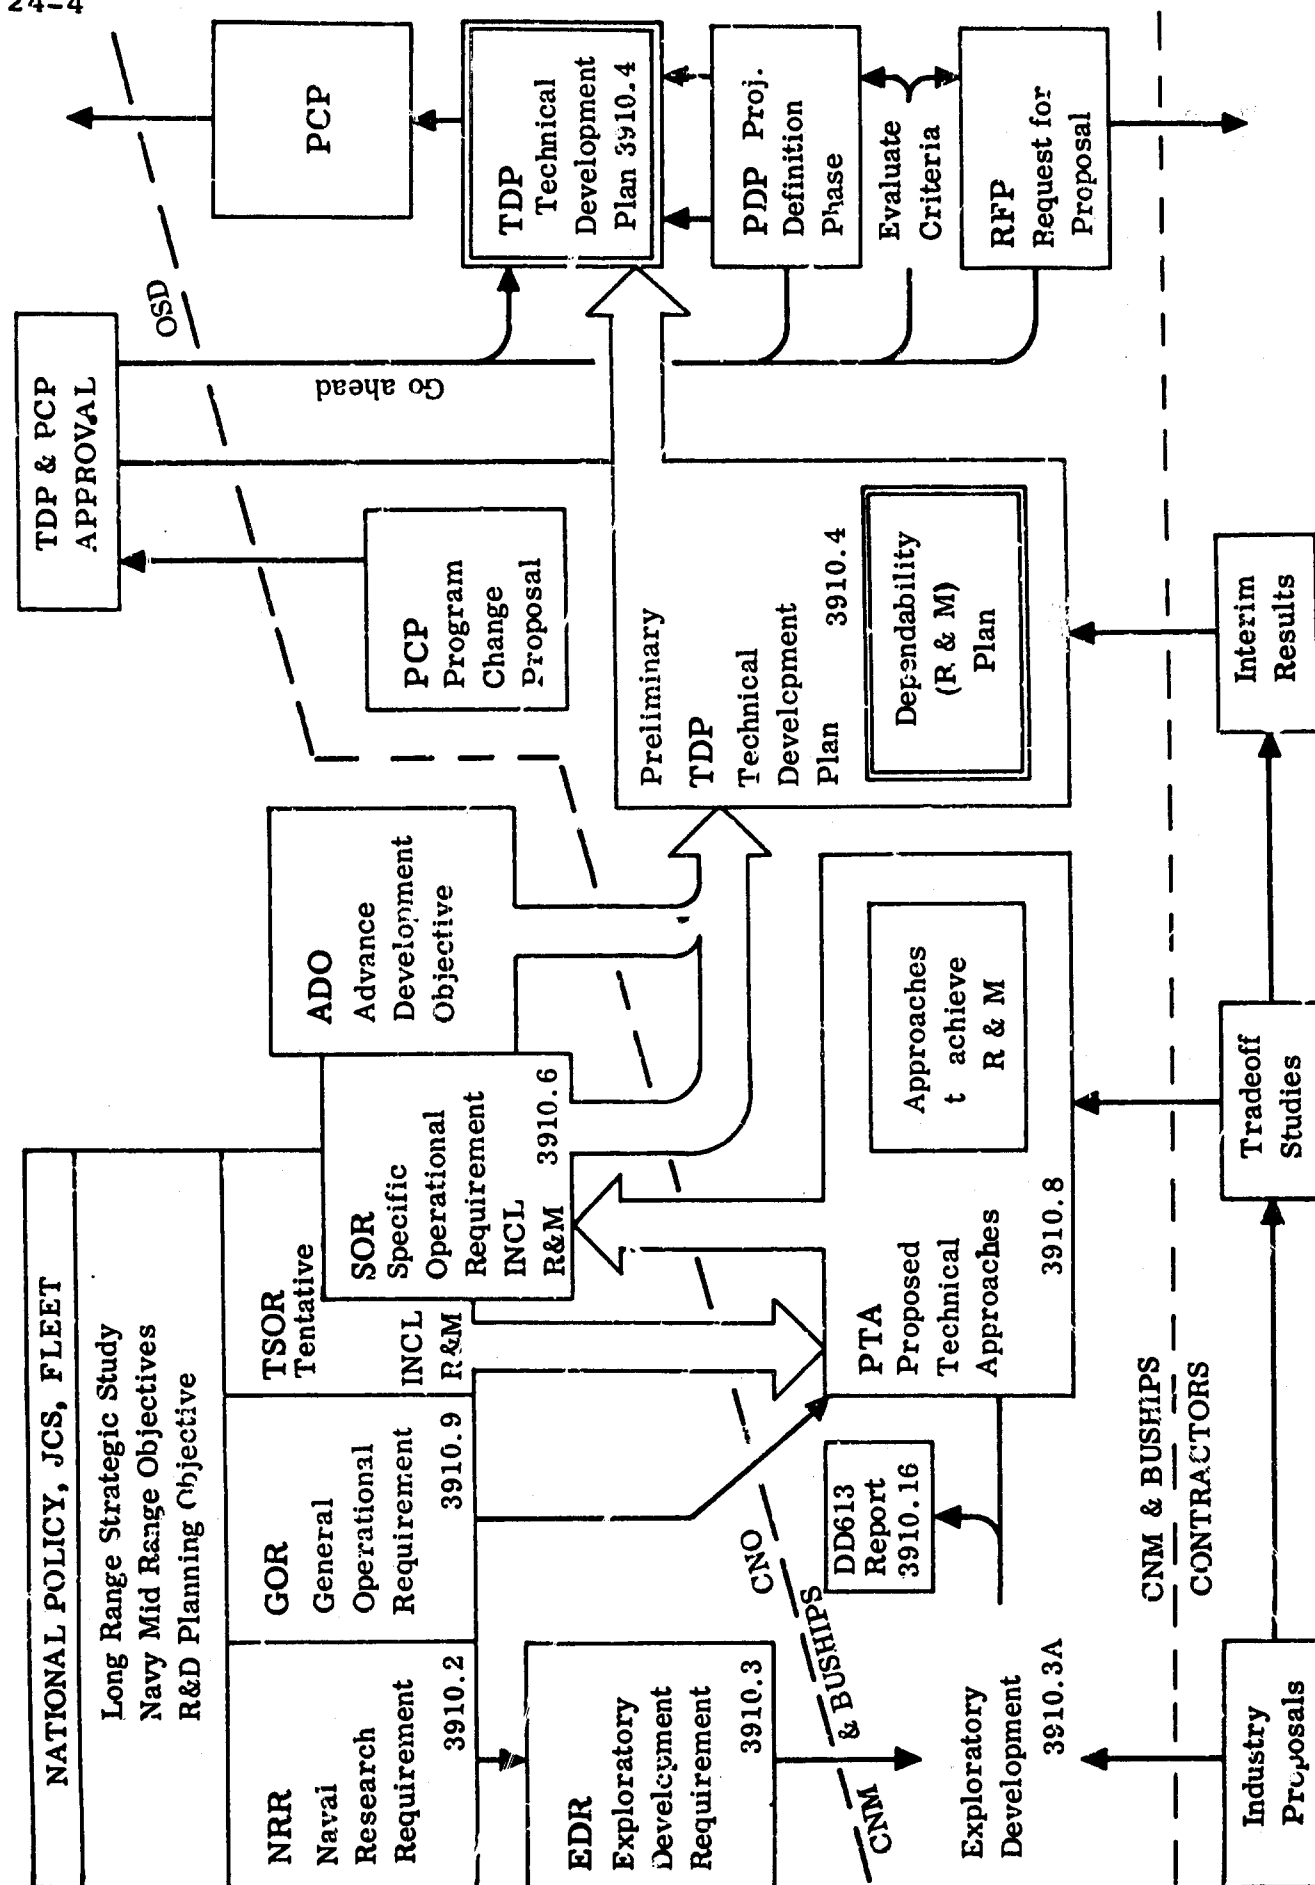 24-4
NATIONAL POLICY, JCS, FLEET
Long Range Strategic Study
Navy Mid Range Objectives
R&D Planning Objective
NRR
Naval
Research
Requirement
3910.2
GOR
General
Operational
Requirement
3910.9
TSOR
Tentative
INCL
R&M
SOR
Specific
Operational
Requirement
INCL
R&M
3910.6
ADO
Advance
Development
Objective
EDR
Exploratory
Development
Requirement
3910.3
CNO
CNM & BUSHIPS
Exploratory
Development
3910.3A
DD613
Report
3910.16
PTA
Proposed
Technical
Approaches
3910.8
Approaches
t achieve
R & M
TDP & PCP
APPROVAL
OSD
Go ahead
PCP
Program
Change
Proposal
Preliminary
TDP
Technical
Development
Plan
3910.4
Dependability
(R & M)
Plan
PCP
TDP
Technical
Development
Plan 3910.4
PDP Proj.
Definition
Phase
Evaluate
Criteria
RFP
Request for
Proposal
CNM & BUSHIPS
CONTRACTORS
Industry
Proposals
Tradeoff
Studies
Interim
Results